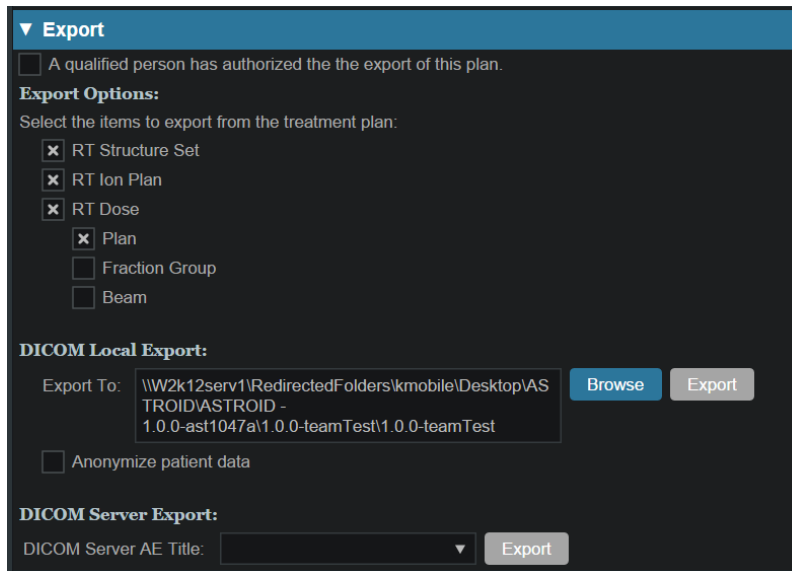 Export
A qualified person has authorized the the export of this plan.
Export Options:
Select the items to export from the treatment plan:
RT Structure Set
RT Ion Plan
RT Dose
Plan
Fraction Group
Beam
DICOM Local Export:
Export To:
\\W2k12serv1\RedirectedFolders\kmobile\Desktop\AS
TROID\ASTROID -
1.0.0-ast1047a\1.0.0-teamTest\1.0.0-teamTest
Browse
Export
Anonymize patient data
DICOM Server Export:
DICOM Server AE Title:
Export